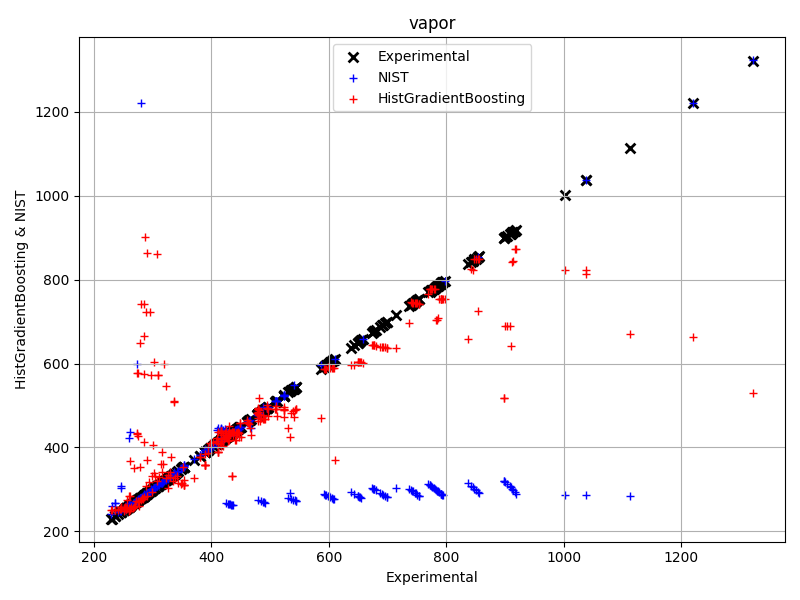 vapor
Experimental
NIST
HistGradientBoosting
HistGradientBoosting & NIST
1200
1000
800
600
400
200
200 400 600 800 1000 1200
Experimental